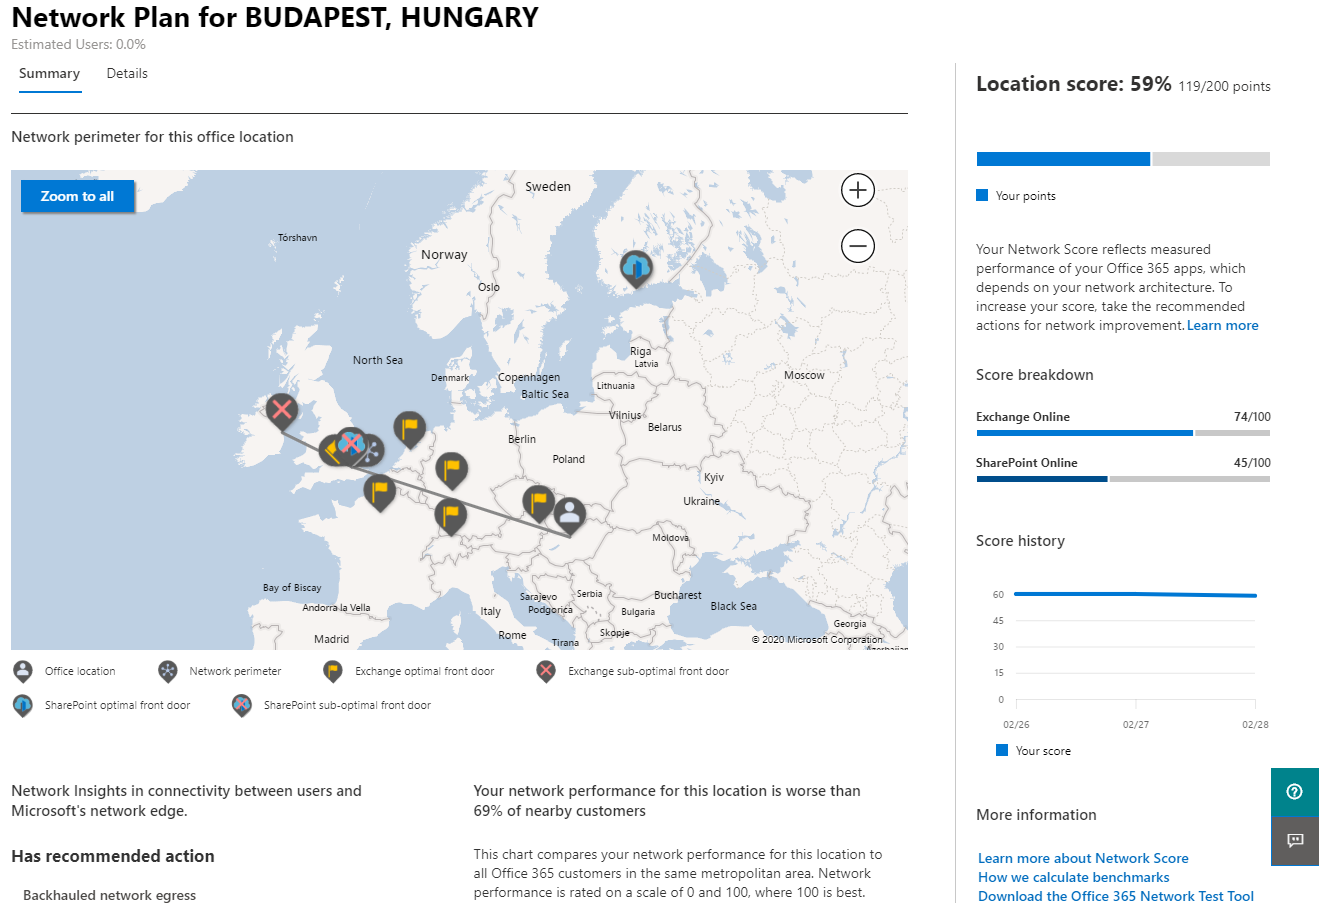 Network Plan for BUDAPEST, HUNGARY
Estimated Users: 0.0%
Summary
Details
Network perimeter for this office location
Zoom to all
Sweden
Tórshavn
Norway
Oslo
North Sea
Riga
Latvia
Moscow
Denmark
Copenhagen
Baltic Sea
Lithuania
Vilnius
Belarus
Berlin
Poland
Kyiv
Ukraine
Moldova
Bay of Biscay
Andorra la Vella
Madrid
Sarajevo
Serbia
Bucharest
Podgorica
Black Sea
Italy
Bulgaria
Georgia
Rome
Skopje
Tirana
© 2020 Microsoft Corporation
Azerbaijan
Office location
Network perimeter
Exchange optimal front door
Exchange sub-optimal front door
SharePoint optimal front door
SharePoint sub-optimal front door
Network Insights in connectivity between users and
Microsoft's network edge.
Has recommended action
Backhauled network egress
Your network performance for this location is worse than
69% of nearby customers
This chart compares your network performance for this location to
all Office 365 customers in the same metropolitan area. Network
performance is rated on a scale of 0 and 100, where 100 is best.
Location score: 59% 119/200 points
Your points
Your Network Score reflects measured
performance of your Office 365 apps, which
depends on your network architecture. To
increase your score, take the recommended
actions for network improvement. Learn more
Score breakdown
Exchange Online 74/100
SharePoint Online 45/100
Score history
60
45
30
15
0
02/26 02/27 02/28
Your score
More information
Learn more about Network Score
How we calculate benchmarks
Download the Office 365 Network Test Tool